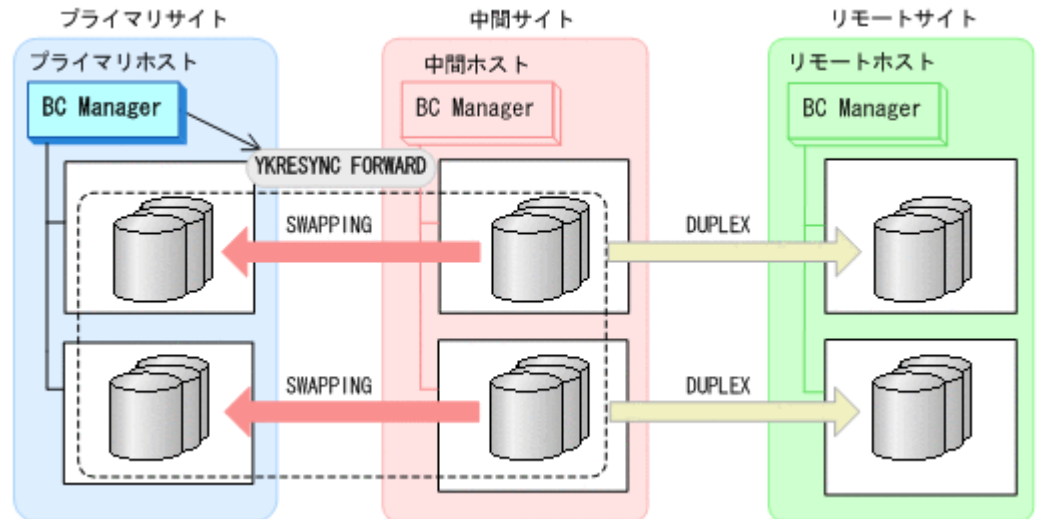 プライマリサイト
中間サイト
リモートサイト
プライマリホスト
中間ホスト
リモートホスト
BC Manager
BC Manager
BC Manager
YKRESYNC FORWARD
SWAPPING
DUPLEX
SWAPPING
DUPLEX